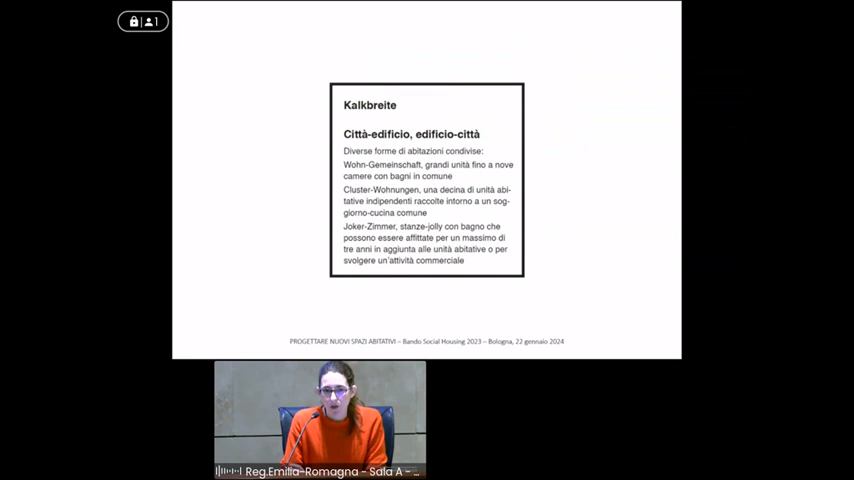 1
Kalkbreite
Città-edificio, edificio-città
Diverse forme di abitazioni condivise:
Wohn-Gemeinschaft, grandi unità fino a nove
camere con bagni in comune
Cluster-Wohnungen, una decina di unità abi-
tative indipendenti raccolte intorno a un sog-
giorno-cucina comune
Joker-Zimmer, stanze-jolly con bagno che
possono essere affittate per un massimo di
tre anni in aggiunta alle unità abitative o per
svolgere un'attività commerciale
PROGETTARE NUOVI SPAZI ABITATIVI – Bando Social Housing 2023 – Bologna, 22 gennaio 2024
Reg.Emilia-Romagna - Sala A - ...